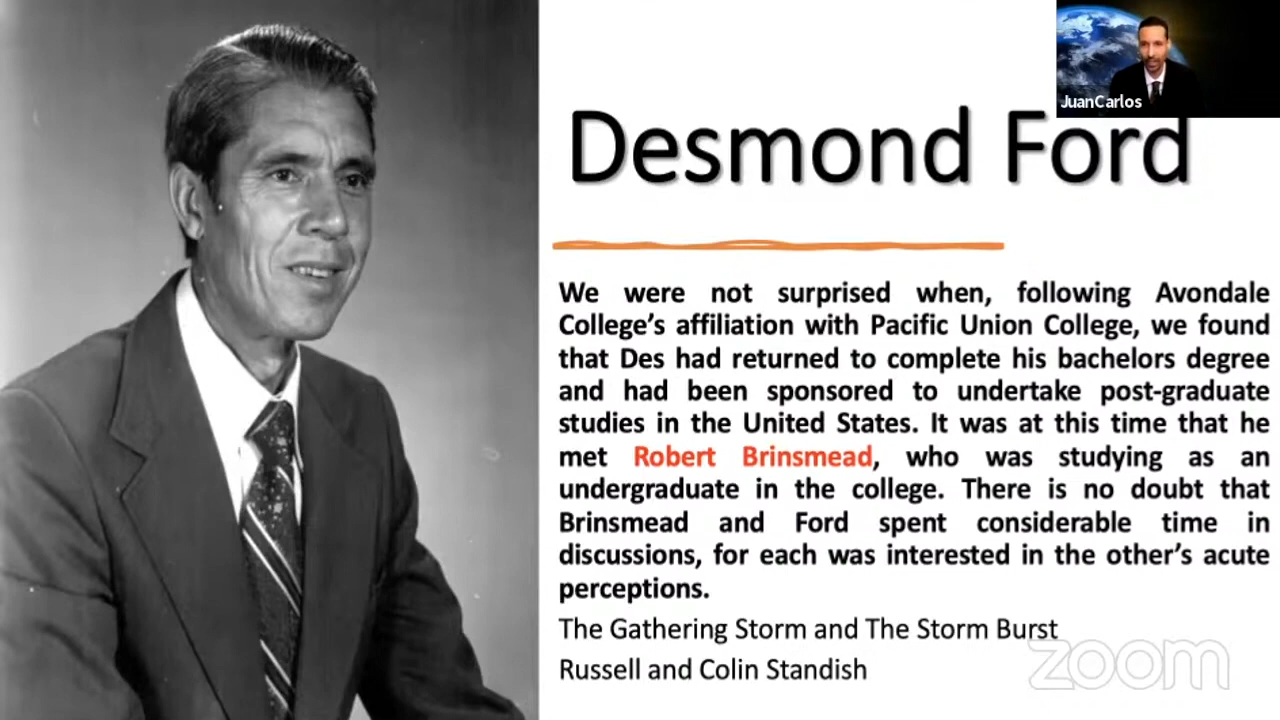 JuanCarlos
Desmond Ford
We were not surprised when, following Avondale
College’s affiliation with Pacific Union College, we found
that Des had returned to complete his bachelors degree
and had been sponsored to undertake post-graduate
studies in the United States. It was at this time that he
met Robert Brinsmead, who was studying as an
undergraduate in the college. There is no doubt that
Brinsmead and Ford spent considerable time in
discussions, for each was interested in the other’s acute
perceptions.
The Gathering Storm and The Storm Burst
Russell and Colin Standish
zoom